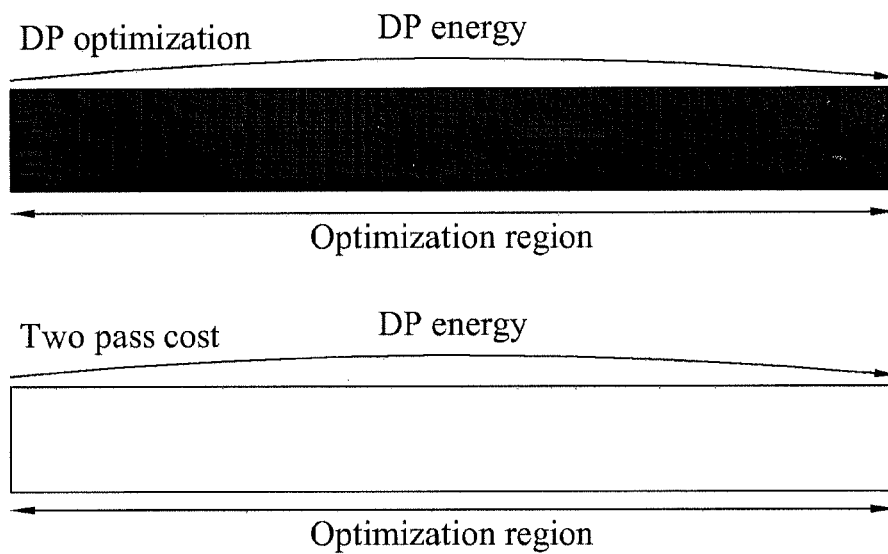 DP optimization
DP energy
Optimization region
Two pass cost
DP energy
Optimization region